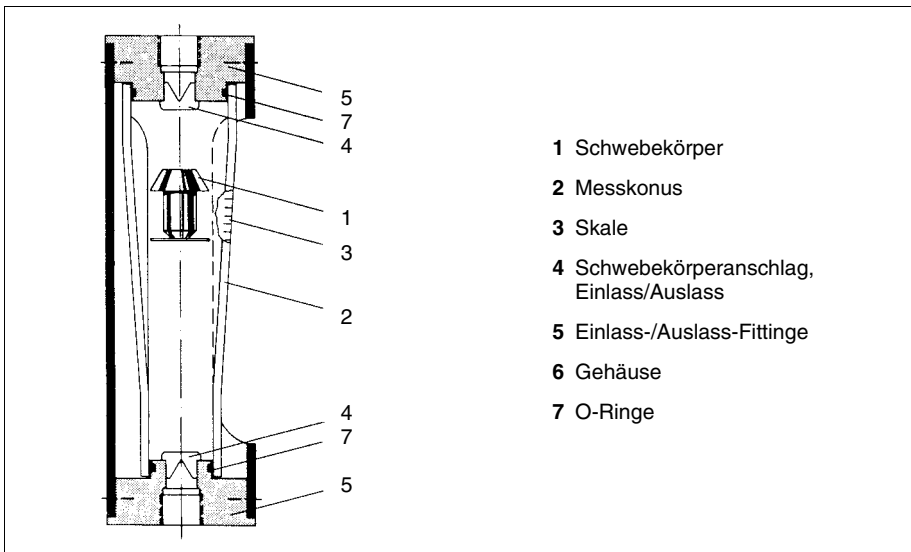 5
7
4
1
3
2
4
7
5
1 Schwebekörper
2 Messkonus
3 Skale
4 Schwebekörperanschlag,
Einlass/Auslass
5 Einlass-/Auslass-Fittinge
6 Gehäuse
7 O-Ringe